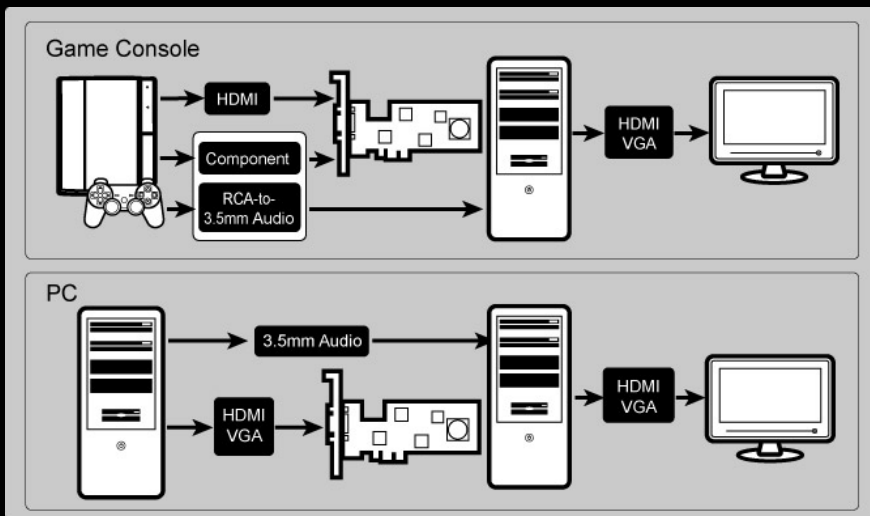 Game Console
HDMI
HDMI
VGA
Component
RCA-to-
3.5mm Audio
PC
3.5mm Audio
HDMI
VGA
HDMI
VGA